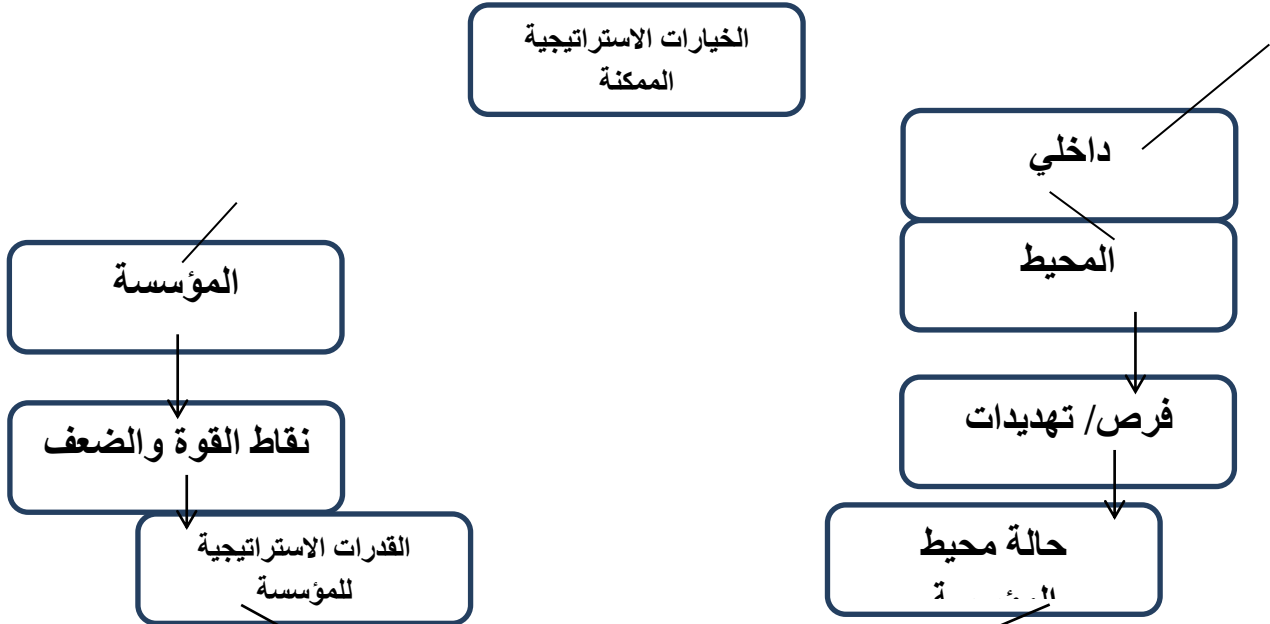 الخيارات الاستراتيجية
الممكنة
داخلي
المحيط
المؤسسة
فرص/ تهديدات
نقاط القوة والضعف
حالة محيط
القدرات الاستراتيجية
للمؤسسة